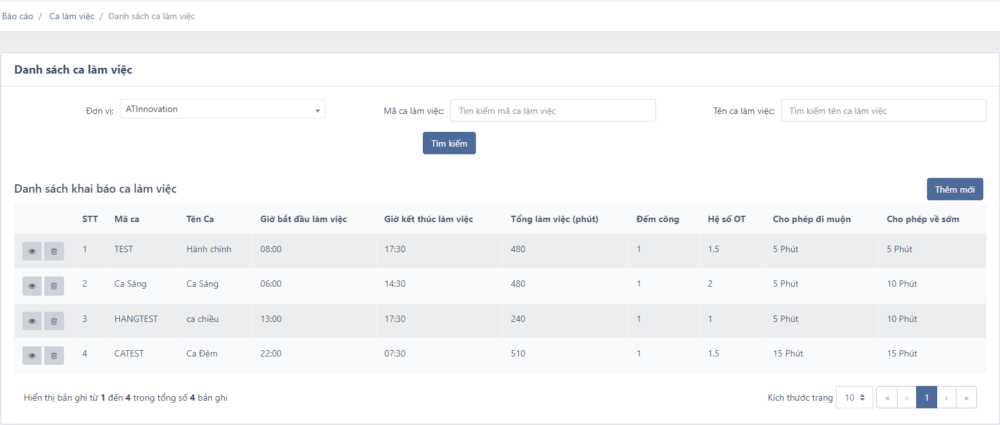 Báo cáo / Ca làm việc / Danh sách ca làm việc
Danh sách ca làm việc
Đơn vị: ATInnovation Mã ca làm việc: Tìm kiếm mã ca làm việc Tên ca làm việc: Tìm kiếm tên ca làm việc
Tìm kiếm
Danh sách khai báo ca làm việc Thêm mới
STT Mã ca Tên Ca Giờ bắt đầu làm việc Giờ kết thúc làm việc Tổng làm việc (phút) Đếm công Hệ số OT Cho phép đi muộn Cho phép về sớm
1 TEST Hành chính 08:00 17:30 480 1 1.5 5 Phút 5 Phút
2 Ca Sáng Ca Sáng 06:00 14:30 480 1 2 5 Phút 10 Phút
3 HANGTEST ca chiều 13:00 17:30 240 1 1 5 Phút 10 Phút
4 CATEST Ca Đêm 22:00 07:30 510 1 1.5 15 Phút 15 Phút
Hiển thị bản ghi từ 1 đến 4 trong tổng số 4 bản ghi Kích thước trang 10 « ‹ 1 › »